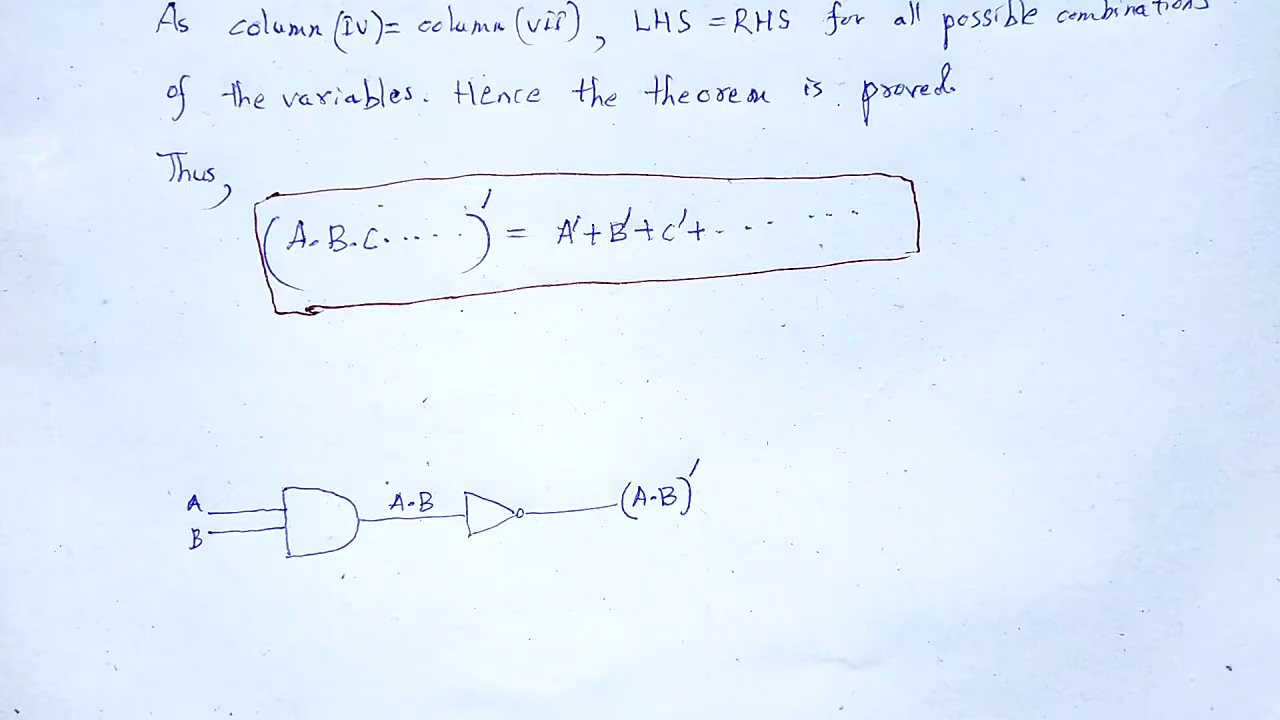 As column (iv)= column (vii), LHS = RHS for all possible combinations
of the variables. Hence the theorem is proved.
Thus,
(A.B.C.....)' = A'+B'+C'+... ...
A
B
A.B
(A.B)'